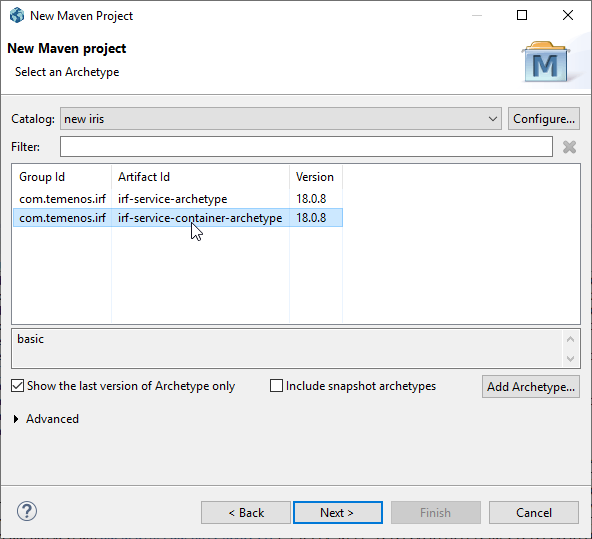 New Maven Project
New Maven project
Select an Archetype
M
Catalog: new iris Configure...
Filter:
Group Id Artifact Id Version
com.temenos.irf irf-service-archetype 18.0.8
com.temenos.irf irf-service-container-archetype 18.0.8
basic
Show the last version of Archetype only Include snapshot archetypes Add Archetype...
Advanced
? < Back Next > Finish Cancel